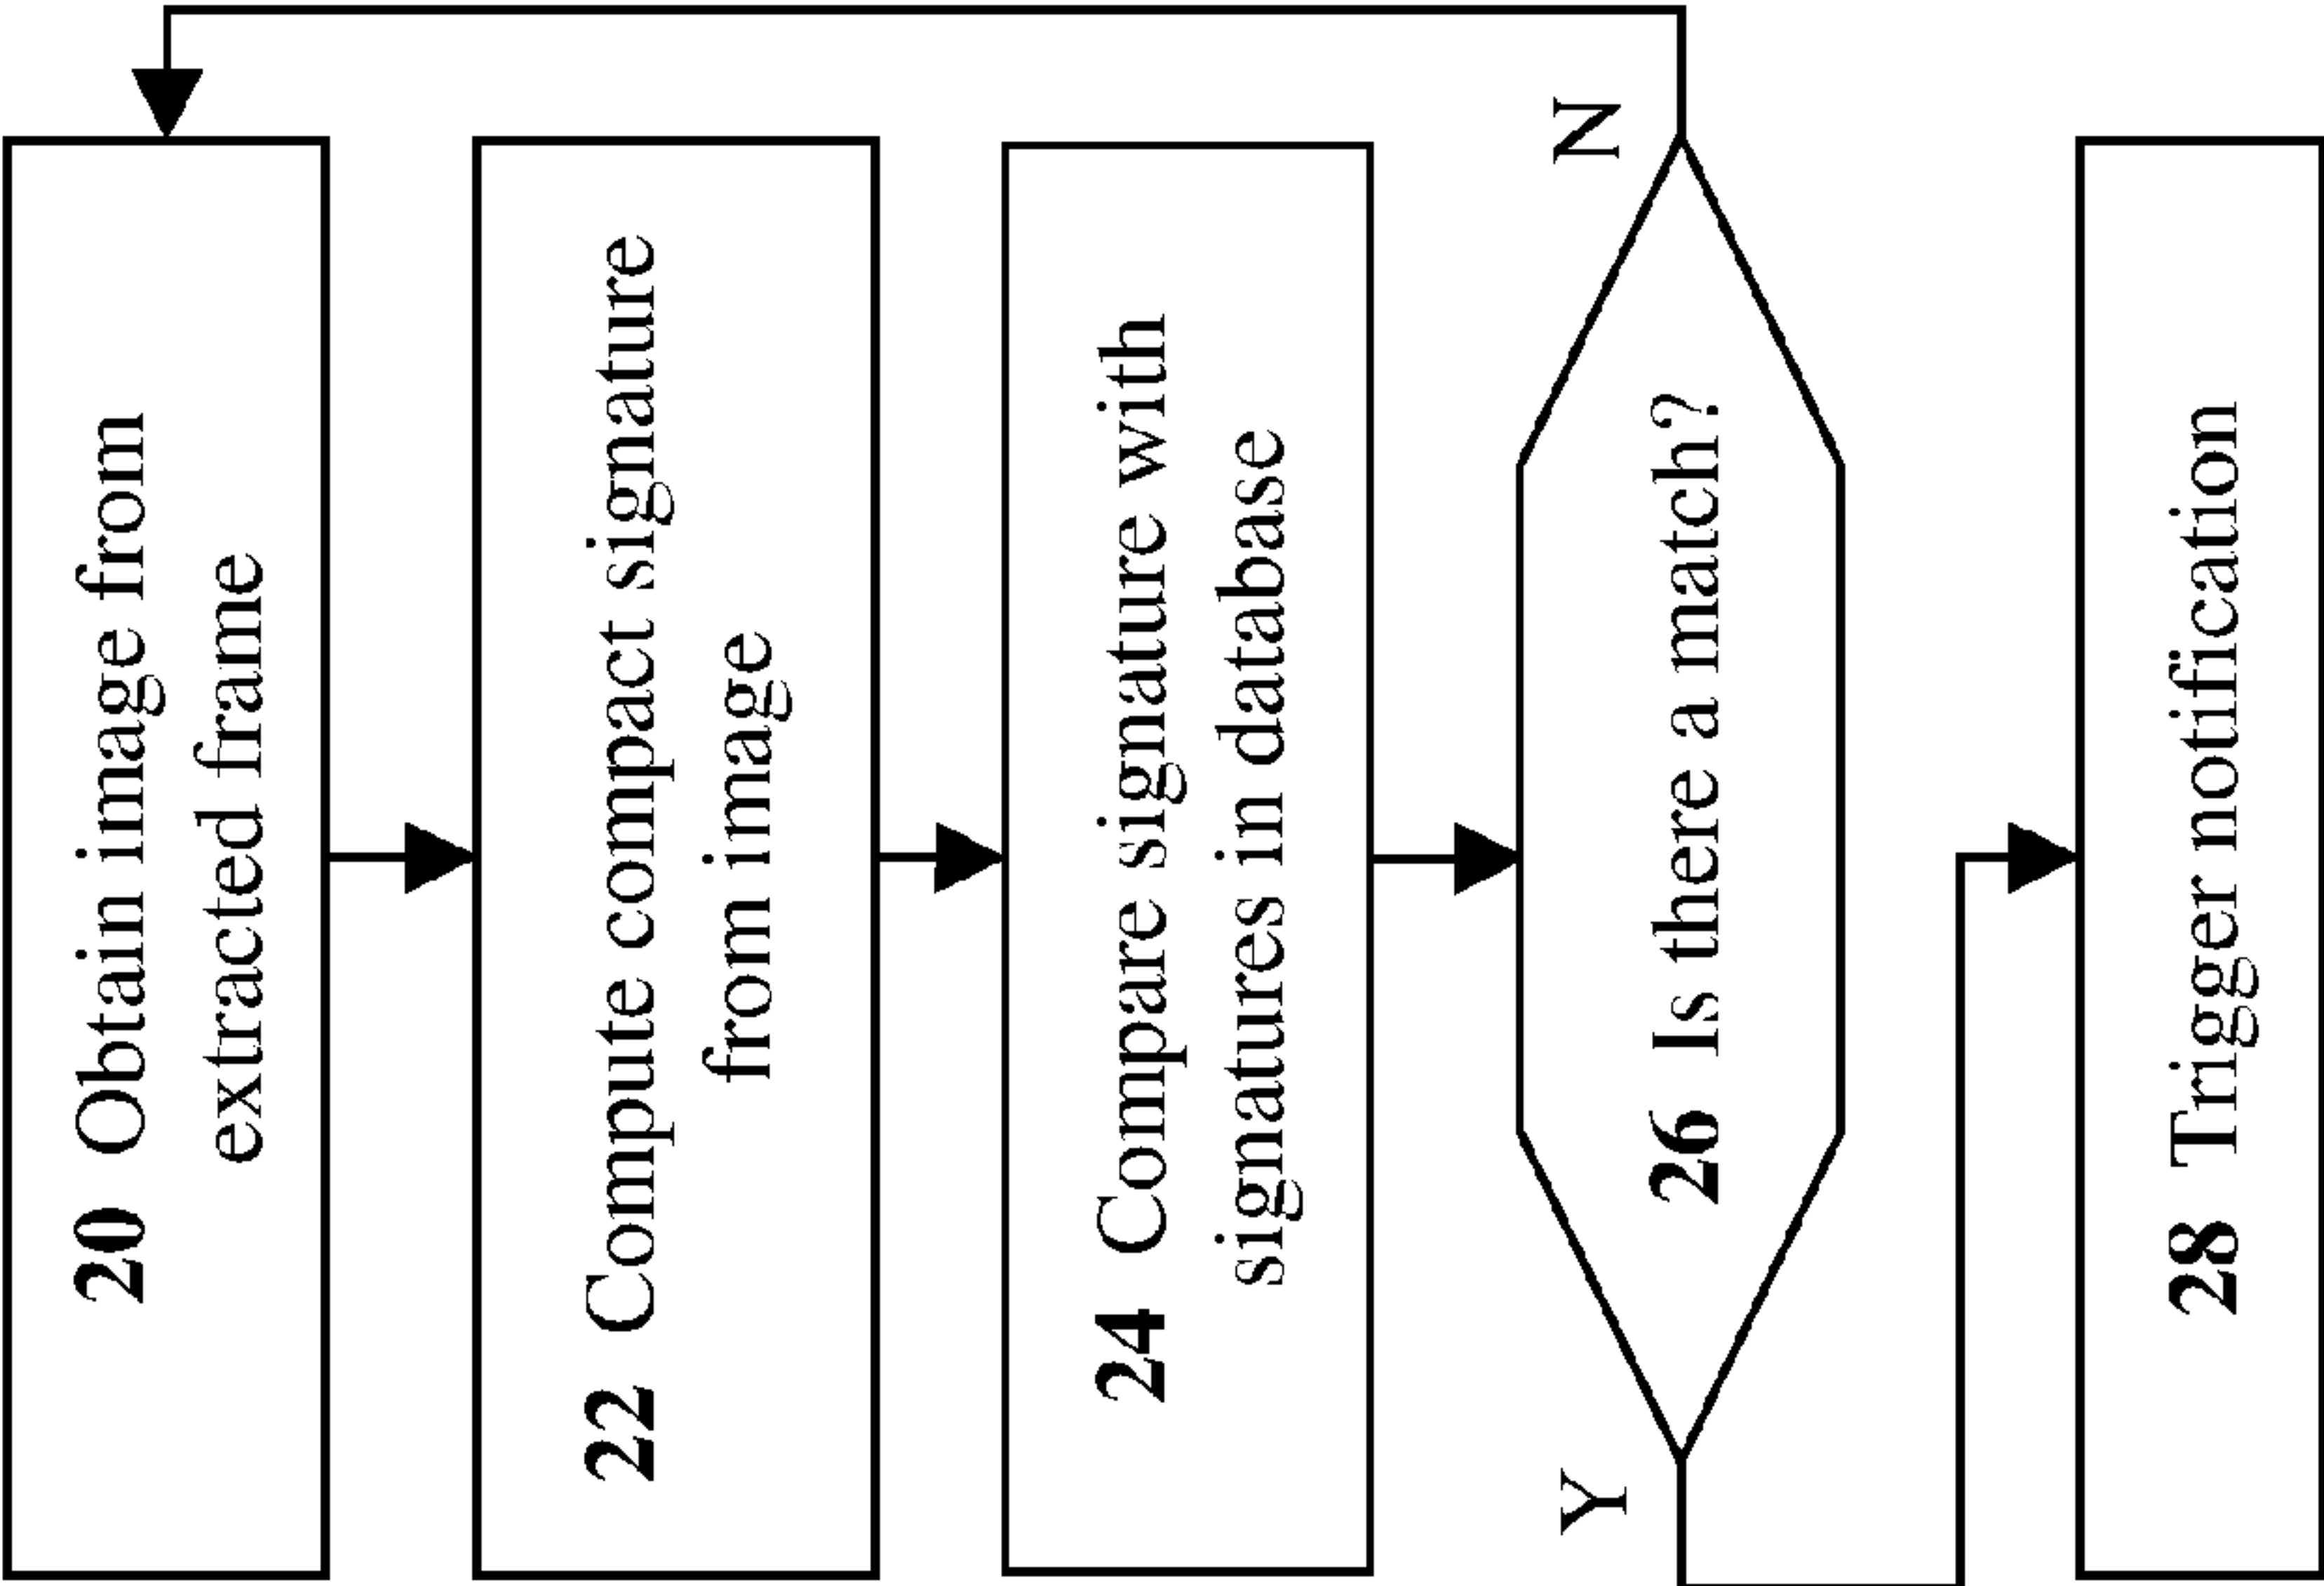 20 Obtain image from
extracted frame
22 Compute compact signature
from image
24 Compare signature with
signatures in database
26 Is there a match?
Y
N
28 Trigger notification